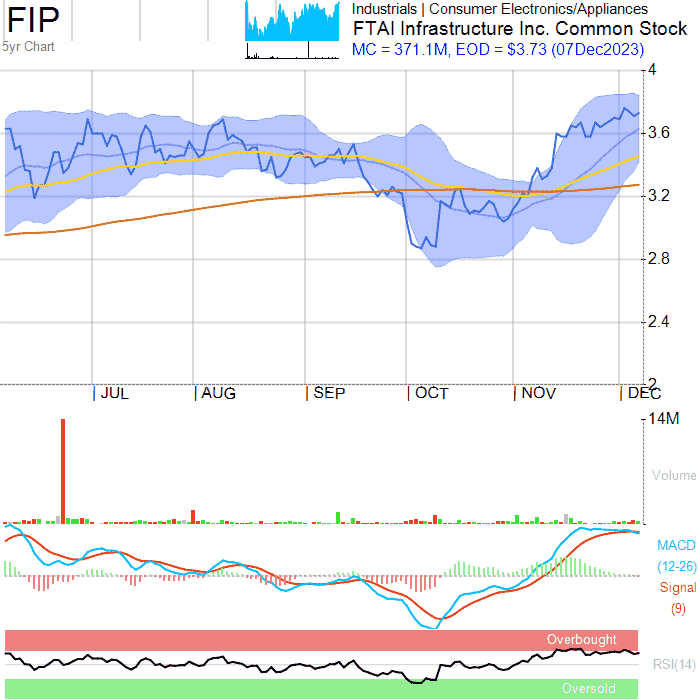 FIP
5yr Chart
Industrials | Consumer Electronics/Appliances
FTAI Infrastructure Inc. Common Stock
MC = 371.1M, EOD = $3.73 (07Dec2023)
4
3.6
3.2
2.8
2.4
2
JUL AUG SEP OCT NOV DEC
14M
Volume
MACD
(12-26)
Signal
(9)
Overbought
RSI(14)
Oversold